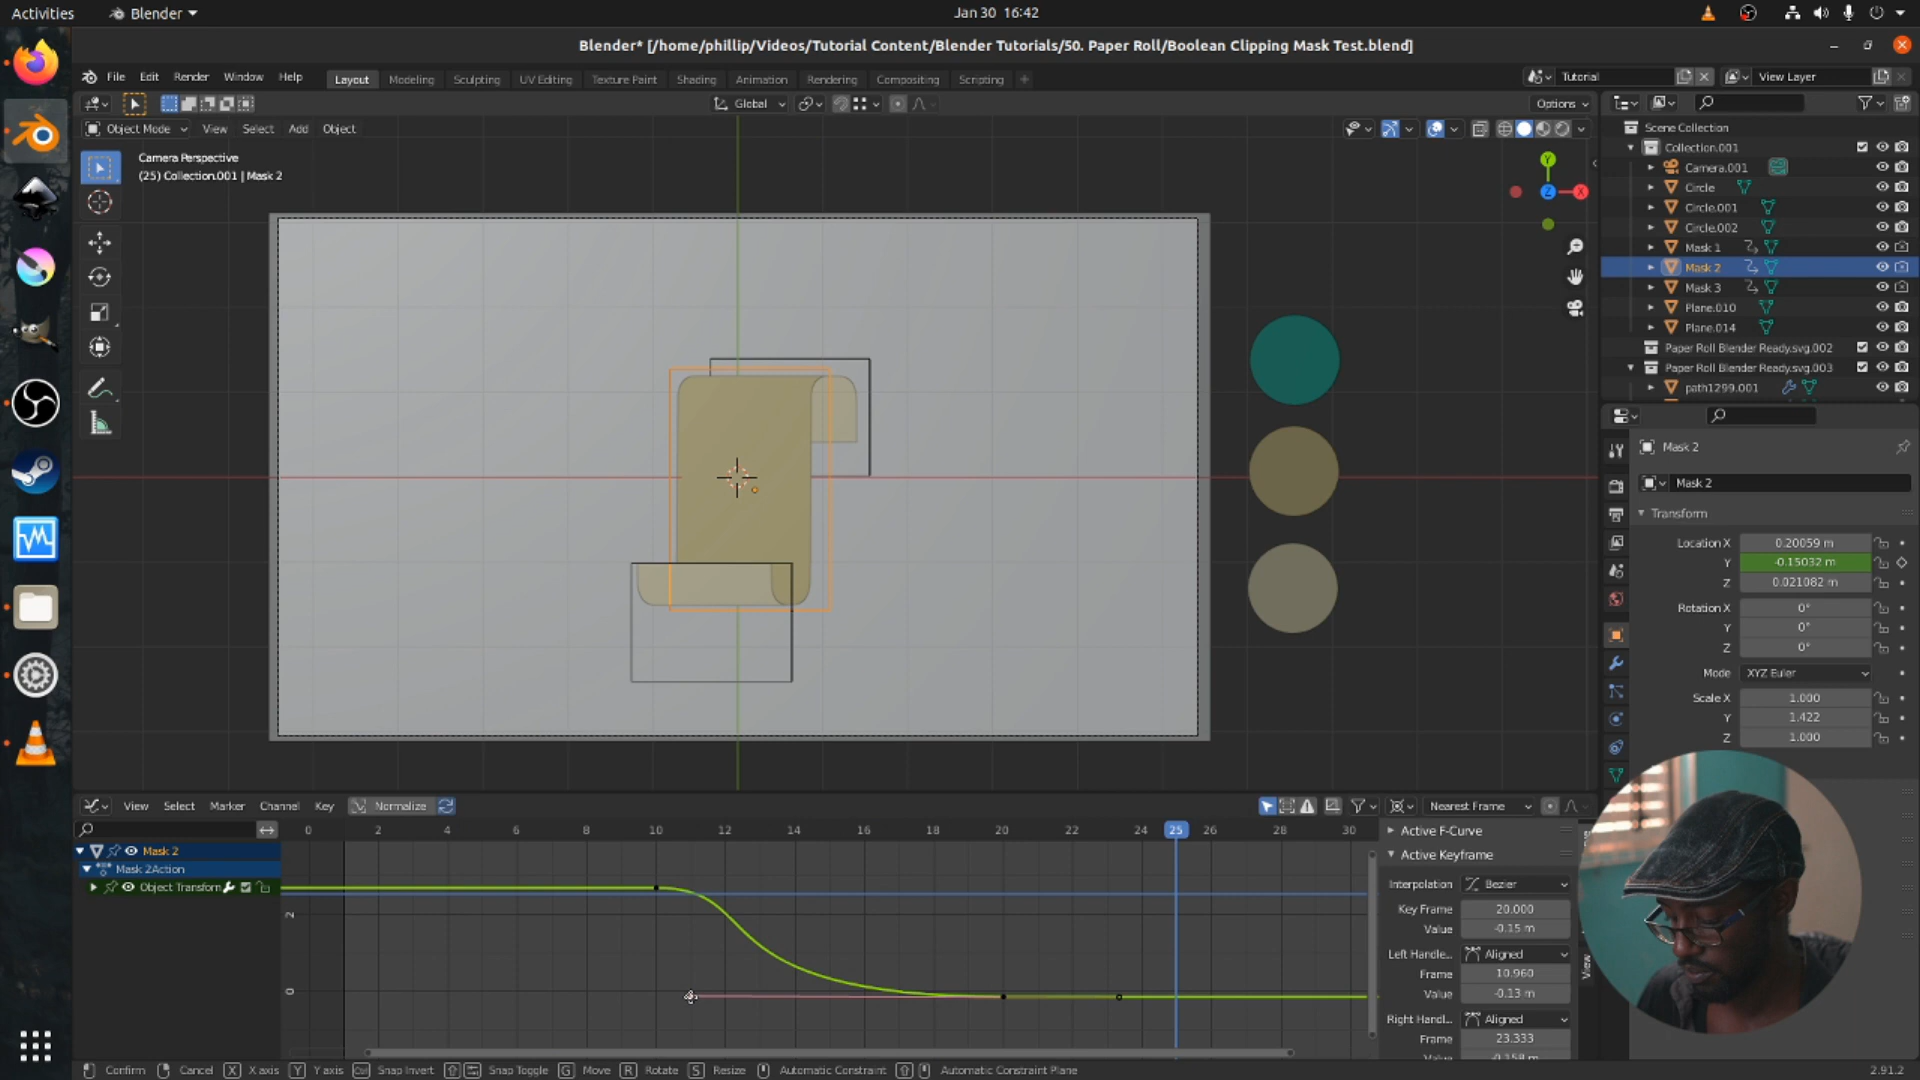 Activities
Blender
Jan 30 16:42
Blender* [/home/phillip/Videos/Tutorial Content/Blender Tutorials/50. Paper Roll/Boolean Clipping Mask Test.blend]
File Edit Render Window Help
Layout Modeling Sculpting UV Editing Texture Paint Shading Animation Rendering Compositing Scripting
Tutorial
View Layer
Global
Options
Object Mode View Select Add Object
Camera Perspective
(25) Collection.001 | Mask 2
Y
Z
X
Scene Collection
Collection.001
Camera.001
Circle
Circle.001
Circle.002
Mask 1
Mask 2
Mask 3
Plane.010
Plane.014
Paper Roll Blender Ready.svg.002
Paper Roll Blender Ready.svg.003
path1299.001
Mask 2
Mask 2
Transform
Location X 0.20059 m
Y -0.15032 m
Z 0.021082 m
Rotation X 0°
Y 0°
Z 0°
Mode XYZ Euler
Scale X 1.000
Y 1.422
Z 1.000
View Select Marker Channel Key Normalize
Nearest Frame
0 2 4 6 8 10 12 14 16 18 20 22 24 25 26 28 30
Mask 2
Mask 2Action
Object Transform
2
0
Active F-Curve
Active Keyframe
Interpolation Bezier
Key Frame 20.000
Value -0.15 m
Left Handle... Aligned
Frame 10.960
Value -0.13 m
Right Handl... Aligned
Frame 23.333
Value -0.158 m
View
Confirm Cancel X X axis Y Y axis Snap Invert Snap Toggle G Move R Rotate S Resize Automatic Constraint Automatic Constraint Plane
2.91.2